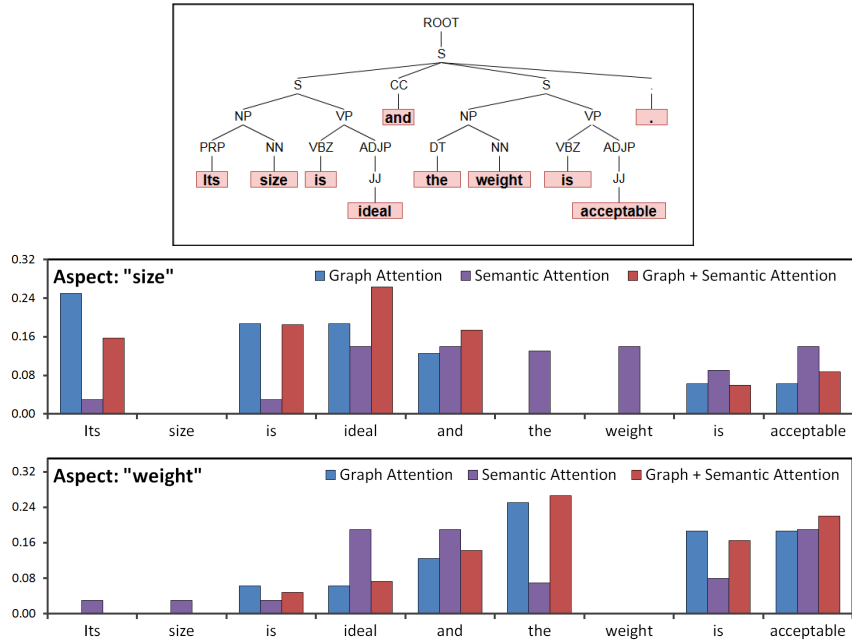 ROOT
S
S CC S .
NP VP and NP VP .
PRP NN VBZ ADJP DT NN VBZ ADJP
Its size is JJ the weight is JJ
ideal acceptable
0.32
Aspect: "size" Graph Attention Semantic Attention Graph + Semantic Attention
0.24
0.16
0.08
0.00
Its size is ideal and the weight is acceptable
0.32
Aspect: "weight" Graph Attention Semantic Attention Graph + Semantic Attention
0.24
0.16
0.08
0.00
Its size is ideal and the weight is acceptable